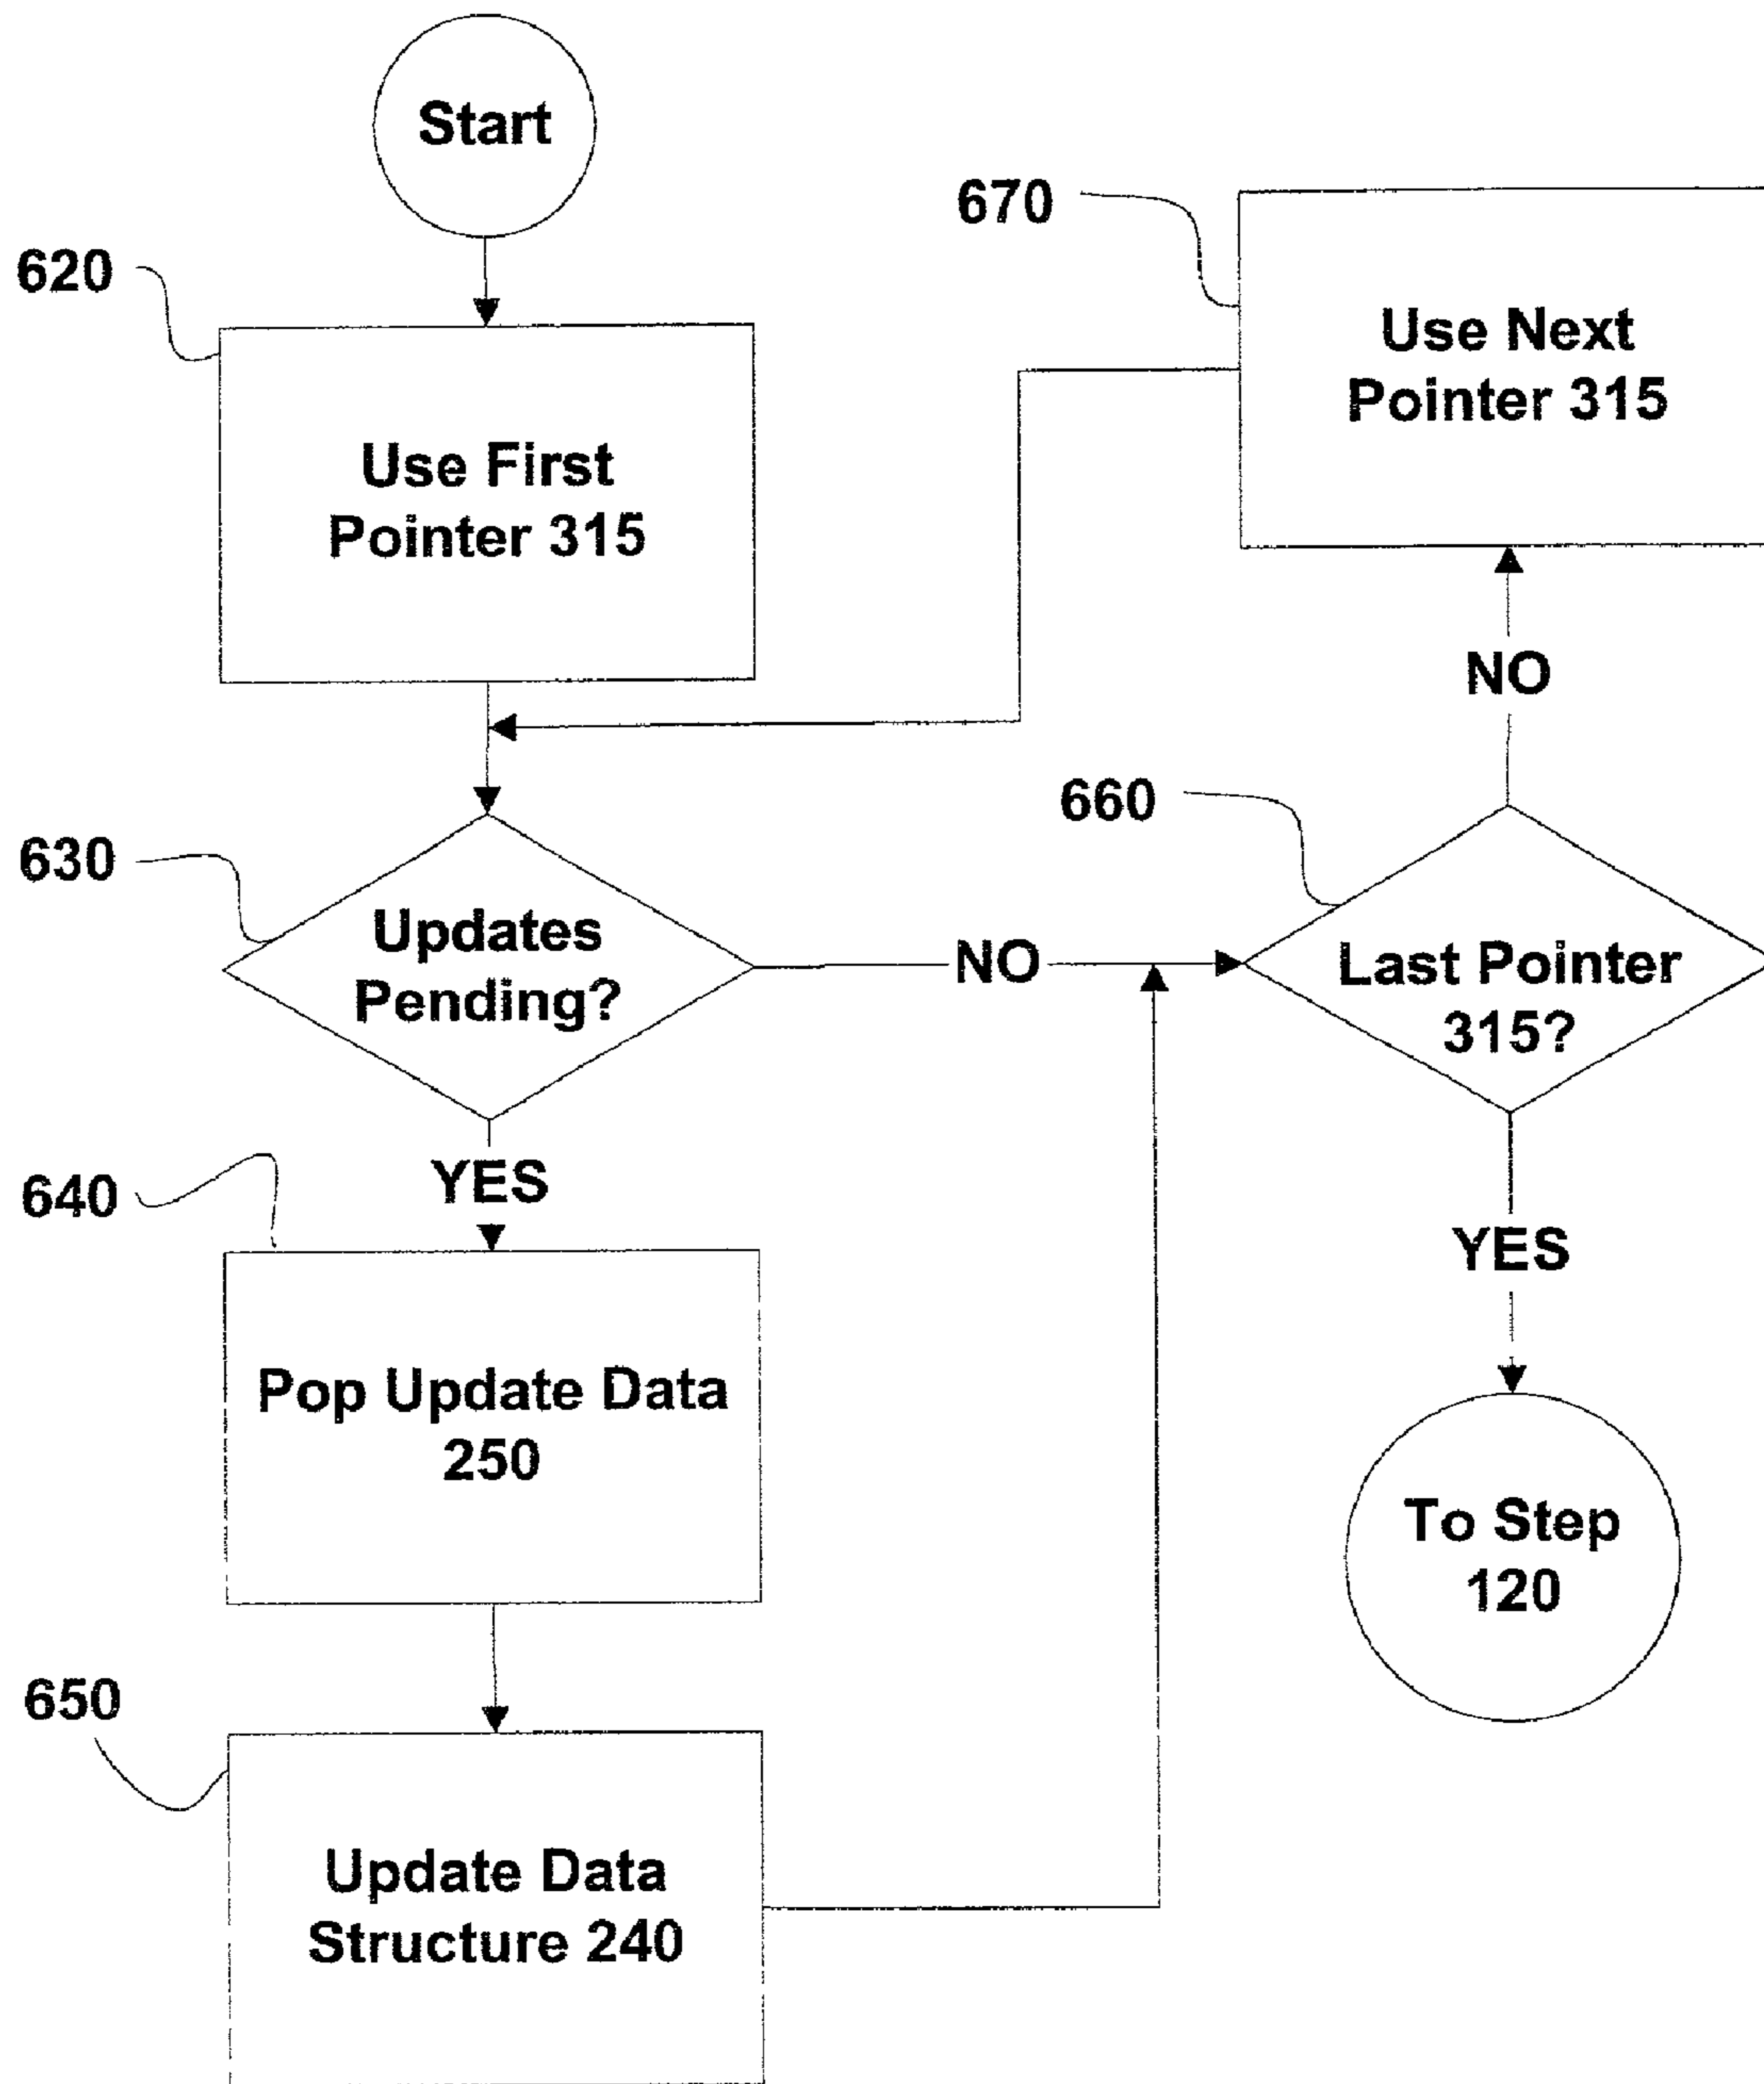 Start
620
Use First
Pointer 315
670
Use Next
Pointer 315
NO
630
Updates
Pending?
NO
660
Last Pointer
315?
YES
640
Pop Update Data
250
YES
To Step
120
650
Update Data
Structure 240